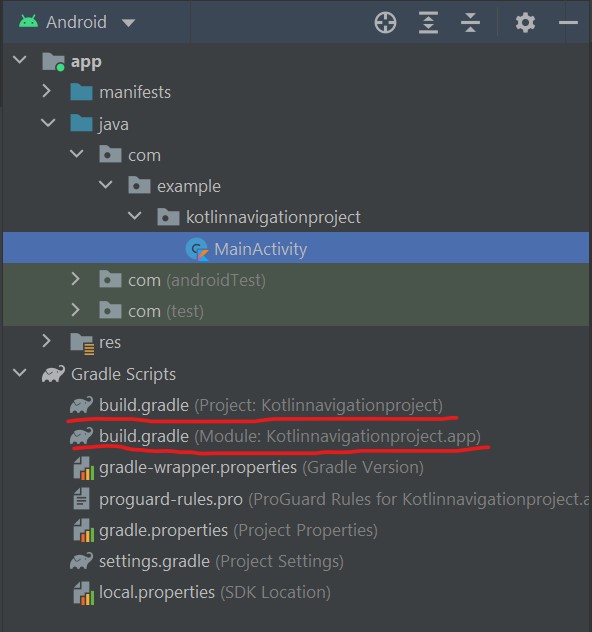 Android
app
manifests
java
com
example
kotlinnavigationproject
MainActivity
com (androidTest)
com (test)
res
Gradle Scripts
build.gradle (Project: Kotlinnavigationproject)
build.gradle (Module: Kotlinnavigationproject.app)
gradle-wrapper.properties (Gradle Version)
proguard-rules.pro (ProGuard Rules for Kotlinnavigationproject.a
gradle.properties (Project Properties)
settings.gradle (Project Settings)
local.properties (SDK Location)